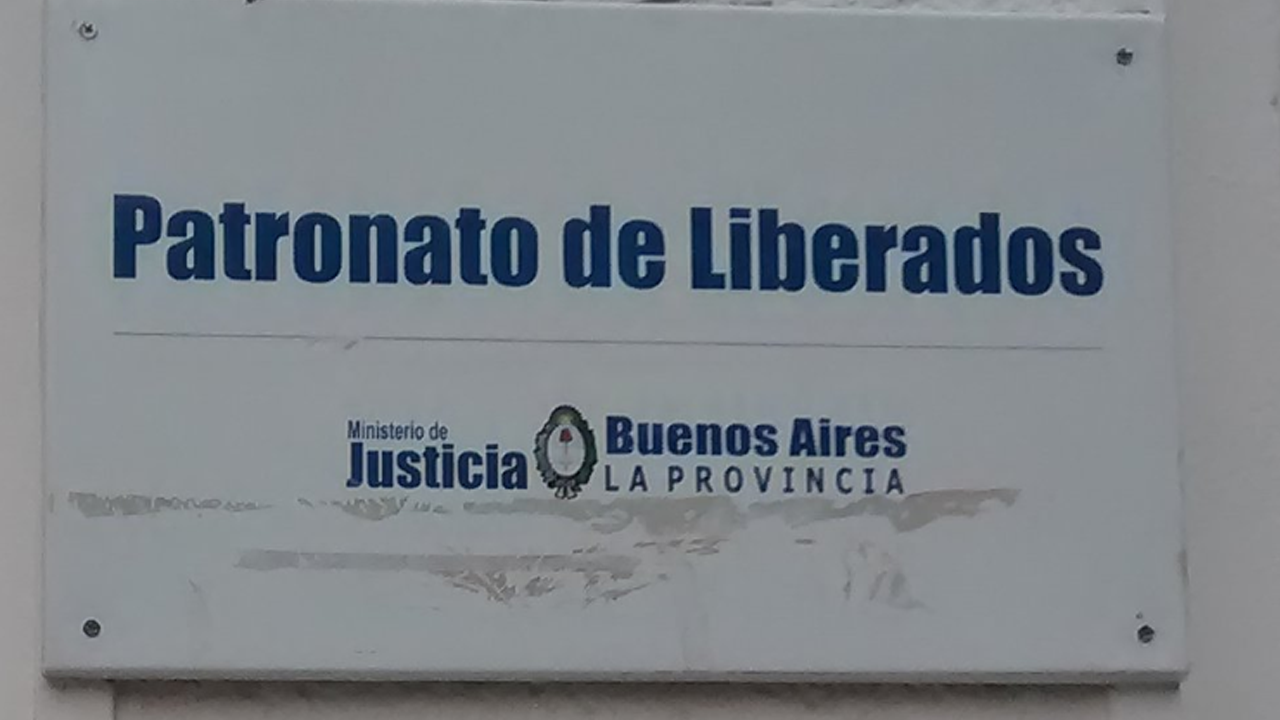 Patronato de Liberados
Ministerio de
Justicia
Buenos Aires
LA PROVINCIA